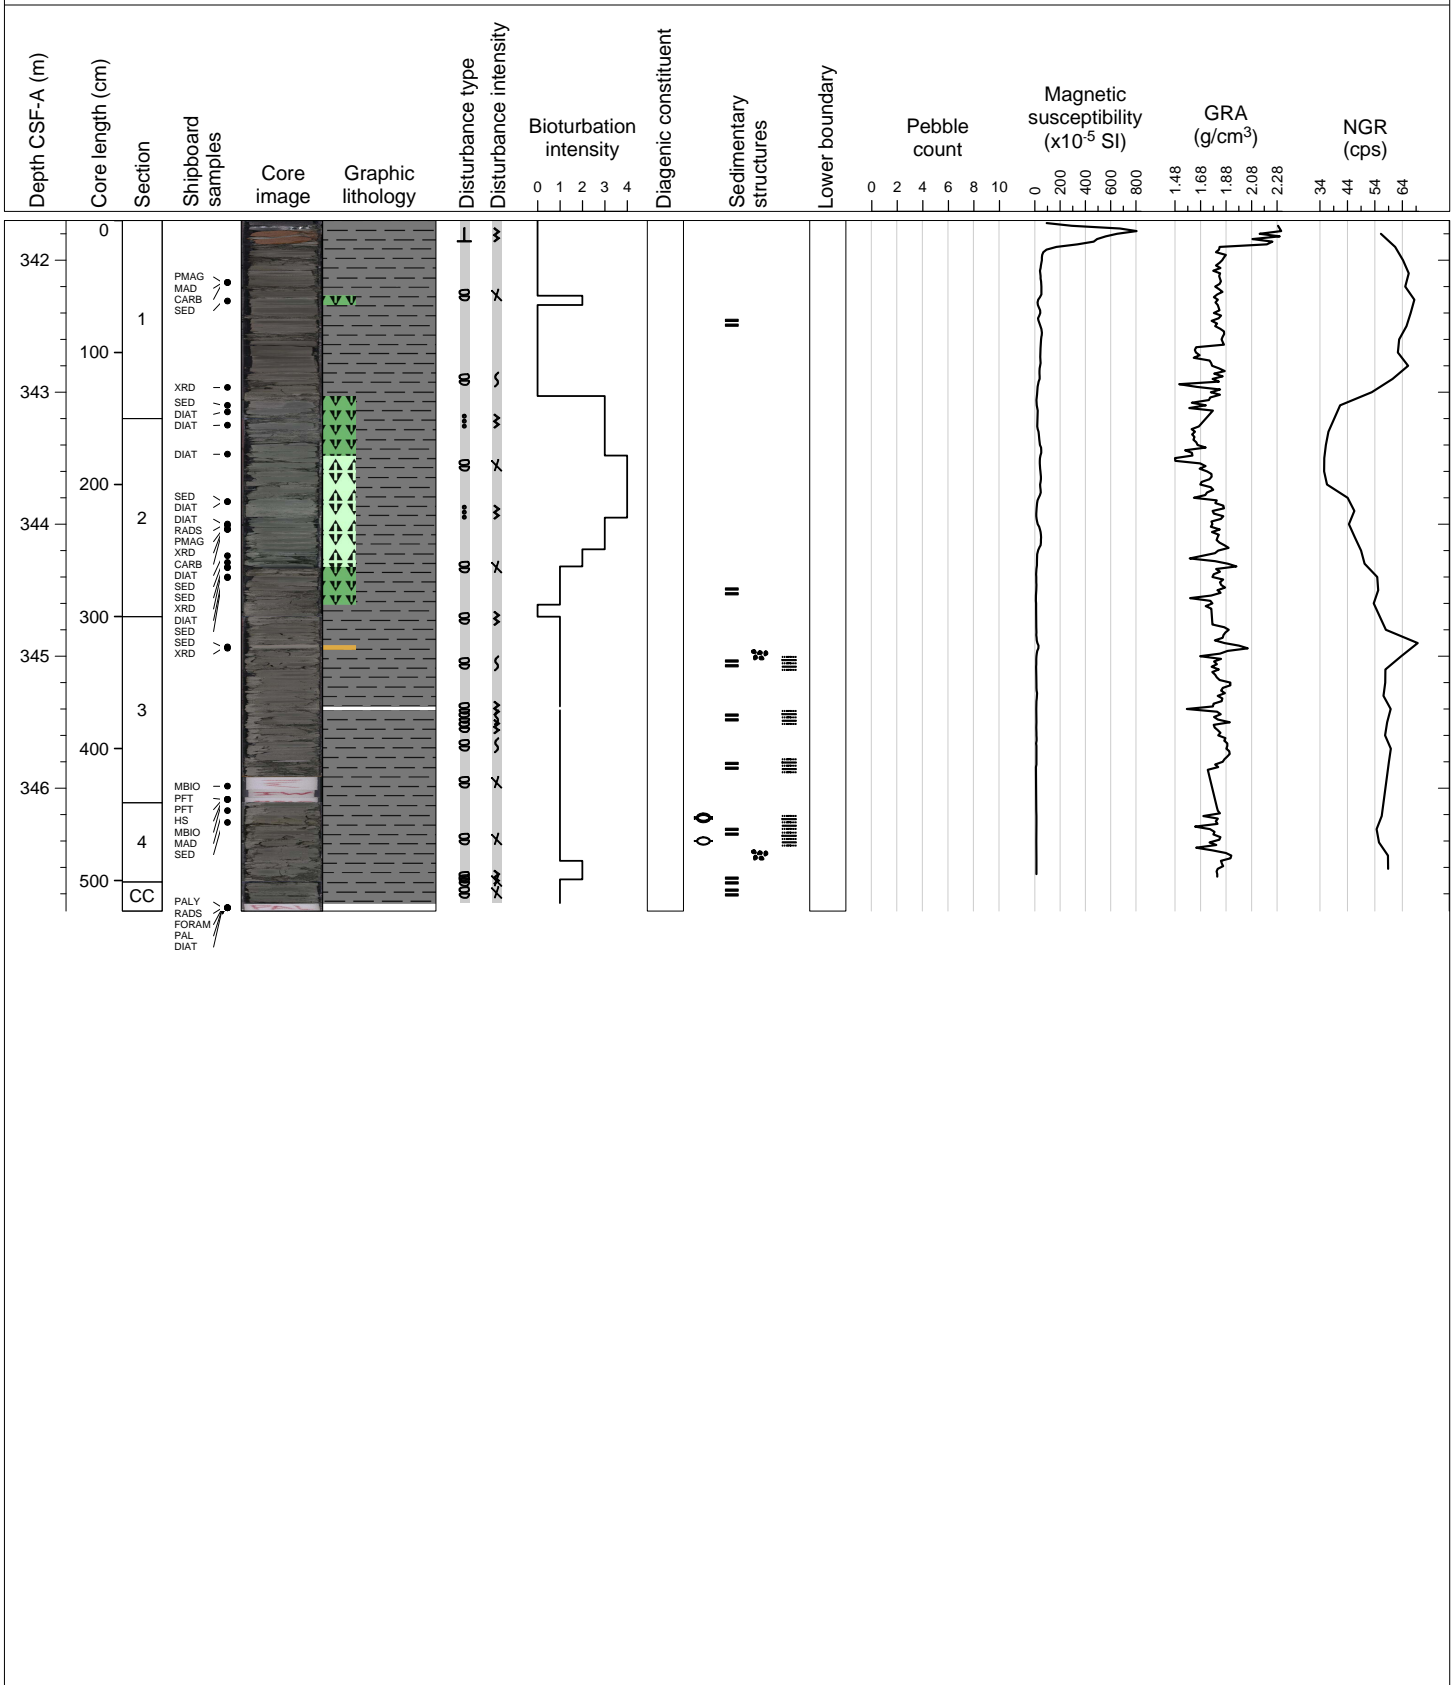 Depth CSF-A (m)
Core length (cm)
Section
Shipboard
samples
Core
image
Graphic
lithology
Disturbance type
Disturbance intensity
Bioturbation
intensity
0 1 2 3 4
Diagenic constituent
Sedimentary
structures
Lower boundary
Pebble
count
0 2 4 6 8 10
Magnetic
susceptibility
(x10-5 SI)
0 200 400 600 800
GRA
(g/cm3)
1.48 1.68 1.88 2.08 2.28
NGR
(cps)
34 44 54 64
0
342
PMAG
MAD
CARB
SED
1
100
XRD
343
SED
DIAT
DIAT
DIAT
200
SED
DIAT
2
DIAT
344
RADS
PMAG
XRD
CARB
DIAT
SED
SED
XRD
300
DIAT
SED
SED
345
XRD
3
400
346
MBIO
PFT
PFT
HS
MBIO
4
MAD
SED
500
CC
PALY
RADS
FORAM
PAL
DIAT